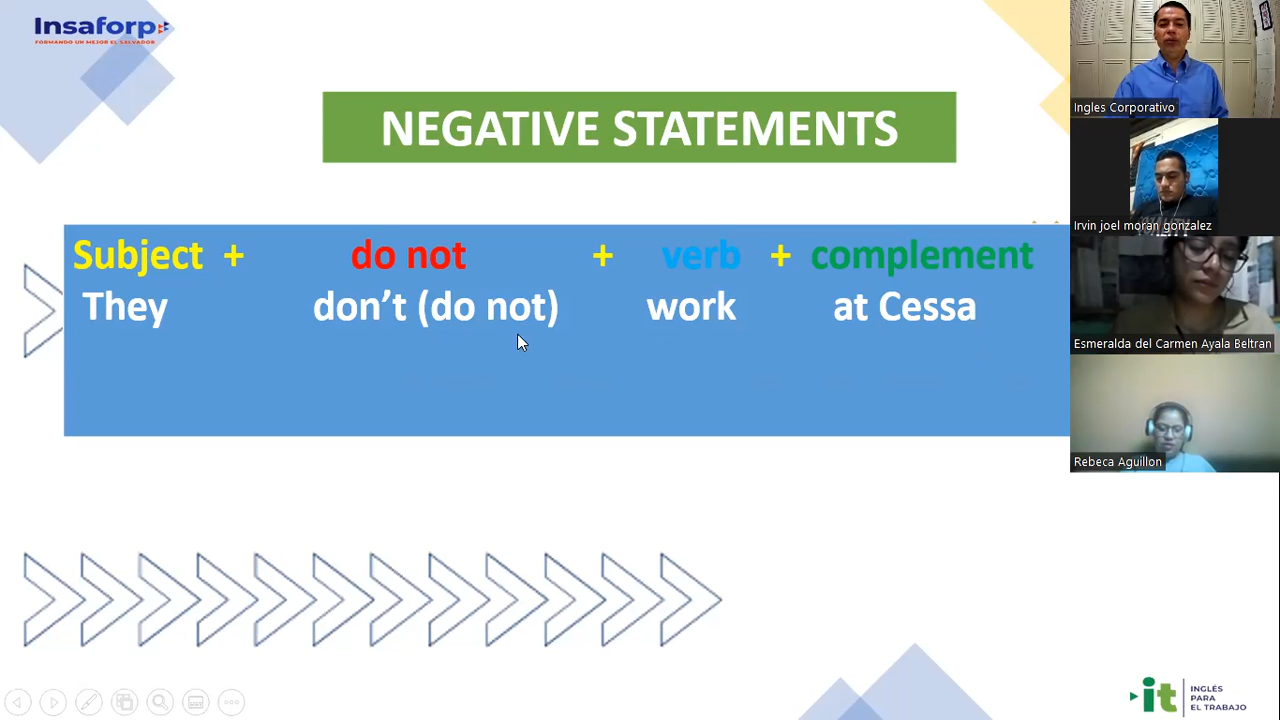 Insaforp
FORMANDO UN MEJOR EL SALVADOR
NEGATIVE STATEMENTS
Subject + do not + verb + complement
They don't (do not) work at Cessa
Ingles Corporativo
Irvin joel moran gonzalez
Esmeralda del Carmen Ayala Beltran
Rebeca Aguillon
it INGLÉS
PARA
EL TRABAJO